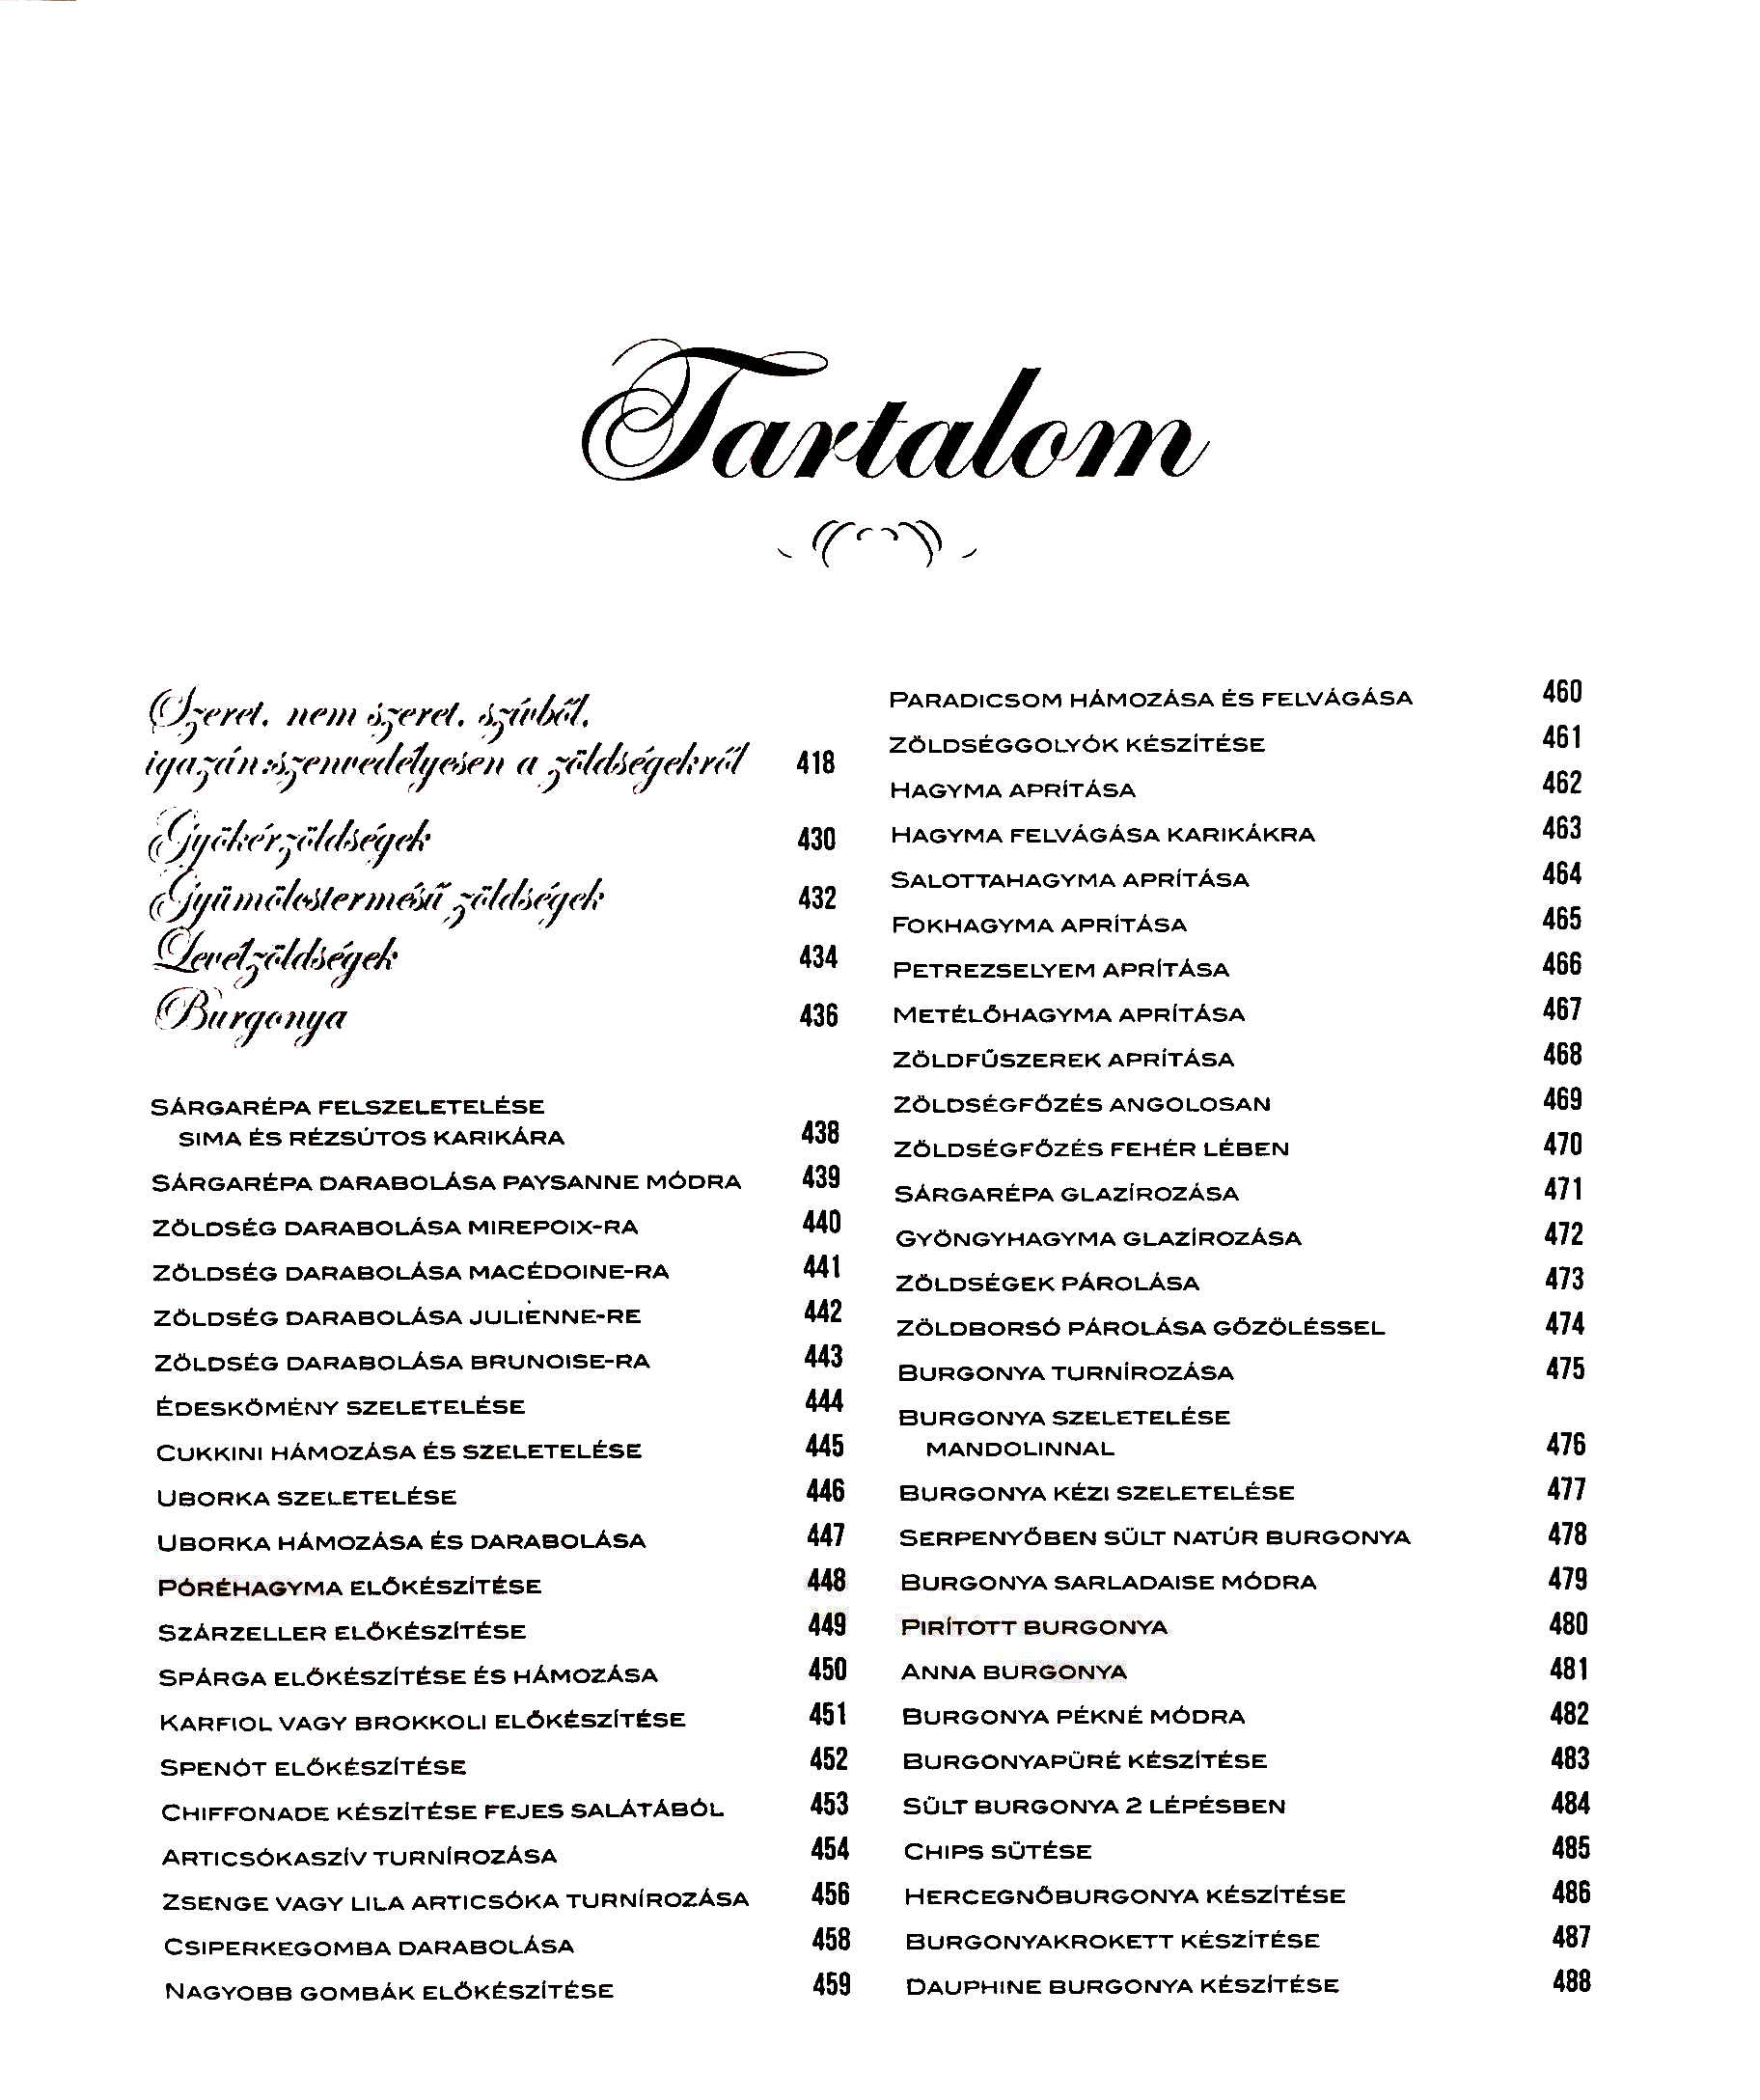 Tartalom
Szeret, nem szeret, szívből,
igazán:szenvedélyesen a zöldségekről 418
Gyökérzöldségek 430
Gyümölcstermésű zöldségek 432
Levélzöldségek 434
Burgonya 436
SÁRGARÉPA FELSZELETELÉSE
SIMA ÉS RÉZSÚTOS KARIKÁRA 438
SÁRGARÉPA DARABOLÁSA PAYSANNE MÓDRA 439
ZÖLDSÉG DARABOLÁSA MIREPOIX-RA 440
ZÖLDSÉG DARABOLÁSA MACÉDOINE-RA 441
ZÖLDSÉG DARABOLÁSA JULIENNE-RE 442
ZÖLDSÉG DARABOLÁSA BRUNOISE-RA 443
ÉDESKÖMÉNY SZELETELÉSE 444
CUKKINI HÁMOZÁSA ÉS SZELETELÉSE 445
UBORKA SZELETELÉSE 446
UBORKA HÁMOZÁSA ÉS DARABOLÁSA 447
PÓRÉHAGYMA ELŐKÉSZÍTÉSE 448
SZÁRZELLER ELŐKÉSZÍTÉSE 449
SPÁRGA ELŐKÉSZÍTÉSE ÉS HÁMOZÁSA 450
KARFIOL VAGY BROKKOLI ELŐKÉSZÍTÉSE 451
SPENÓT ELŐKÉSZÍTÉSE 452
CHIFFONADE KÉSZÍTÉSE FEJES SALÁTÁBÓL 453
ARTICSÓKASZÍV TURNÍROZÁSA 454
ZSENGE VAGY LILA ARTICSÓKA TURNÍROZÁSA 456
CSIPERKEGOMBA DARABOLÁSA 458
NAGYOBB GOMBÁK ELŐKÉSZÍTÉSE 459
PARADICSOM HÁMOZÁSA ÉS FELVÁGÁSA 460
ZÖLDSÉGGOLYÓK KÉSZÍTÉSE 461
HAGYMA APRÍTÁSA 462
HAGYMA FELVÁGÁSA KARIKÁKRA 463
SALOTTAHAGYMA APRÍTÁSA 464
FOKHAGYMA APRÍTÁSA 465
PETREZSELYEM APRÍTÁSA 466
METÉLŐHAGYMA APRÍTÁSA 467
ZÖLDFŰSZEREK APRÍTÁSA 468
ZÖLDSÉGFŐZÉS ANGOLOSAN 469
ZÖLDSÉGFŐZÉS FEHÉR LÉBEN 470
SÁRGARÉPA GLAZÍROZÁSA 471
GYÖNGYHAGYMA GLAZÍROZÁSA 472
ZÖLDSÉGEK PÁROLÁSA 473
ZÖLDBORSÓ PÁROLÁSA GŐZÖLÉSSEL 474
BURGONYA TURNÍROZÁSA 475
BURGONYA SZELETELÉSE
MANDOLINNAL 476
BURGONYA KÉZI SZELETELÉSE 477
SERPENYŐBEN SÜLT NATÚR BURGONYA 478
BURGONYA SARLADAISE MÓDRA 479
PIRÍTOTT BURGONYA 480
ANNA BURGONYA 481
BURGONYA PÉKNÉ MÓDRA 482
BURGONYAPÜRÉ KÉSZÍTÉSE 483
SÜLT BURGONYA 2 LÉPÉSBEN 484
CHIPS SÜTÉSE 485
HERCEGNŐBURGONYA KÉSZÍTÉSE 486
BURGONYAKROKETT KÉSZÍTÉSE 487
DAUPHINE BURGONYA KÉSZÍTÉSE 488